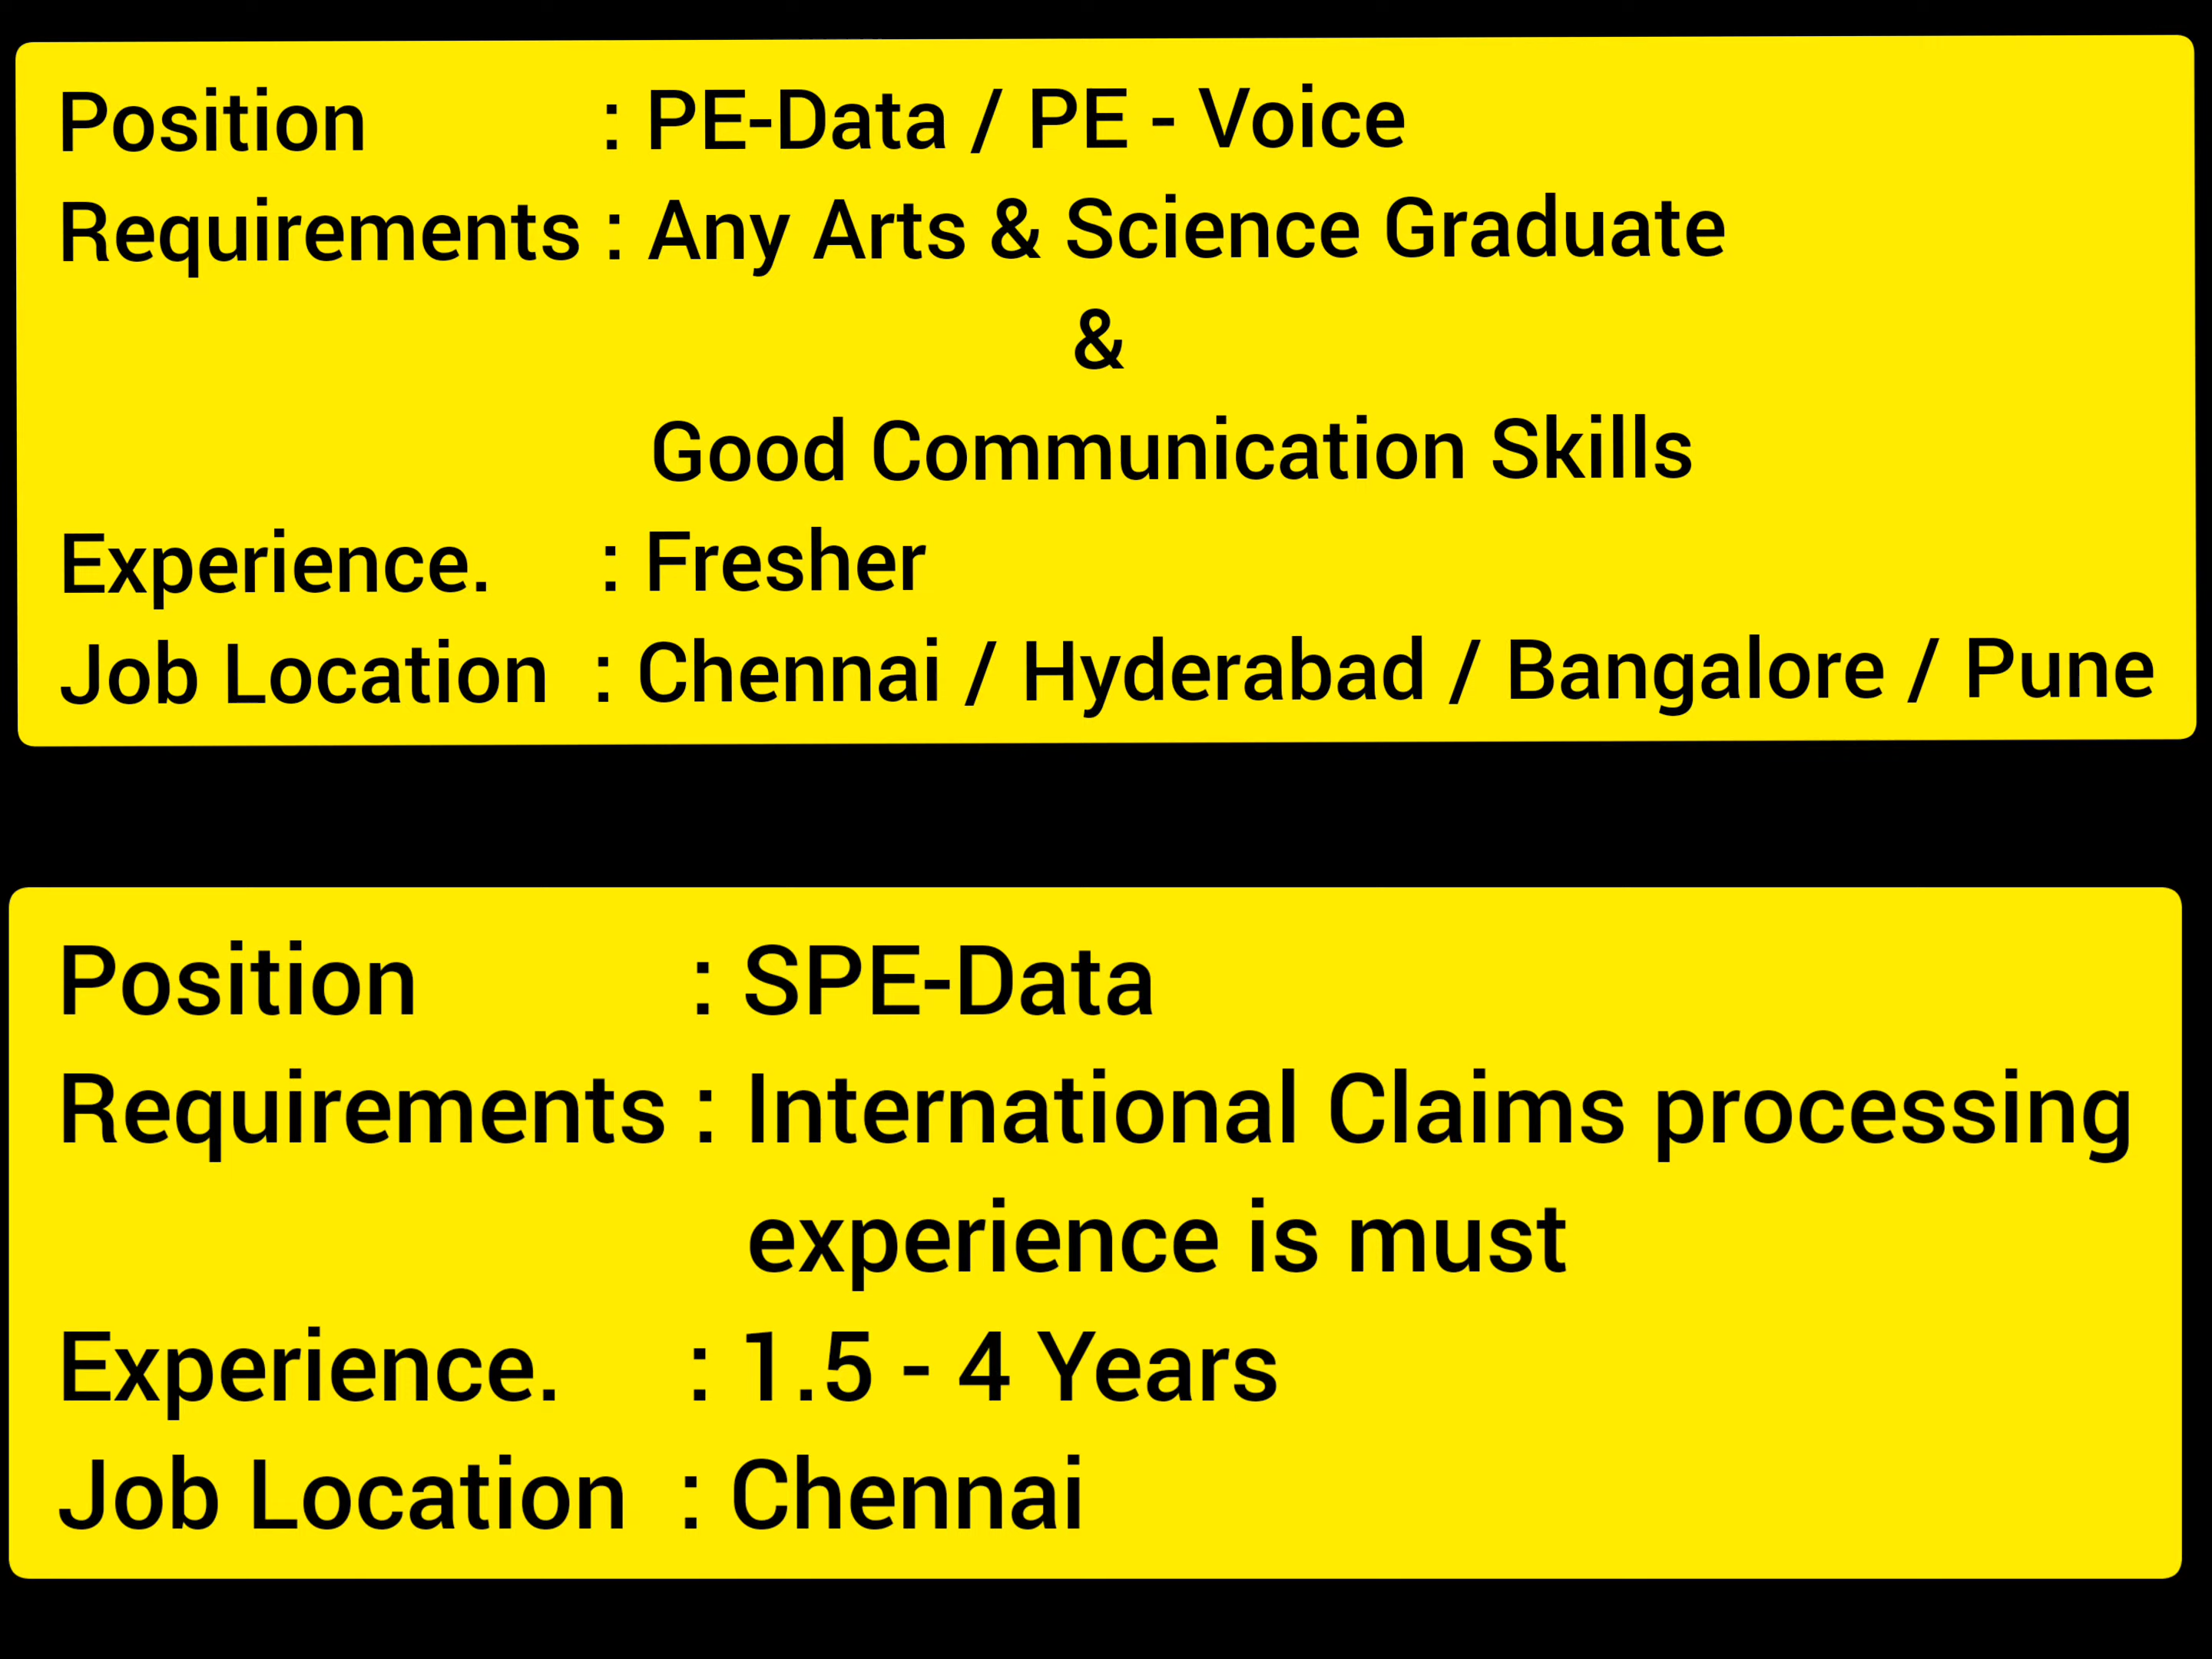 Position : PE-Data / PE - Voice
Requirements : Any Arts & Science Graduate
&
Good Communication Skills
Experience. : Fresher
Job Location : Chennai / Hyderabad / Bangalore / Pune
Position : SPE-Data
Requirements : International Claims processing
experience is must
Experience. : 1.5 - 4 Years
Job Location : Chennai